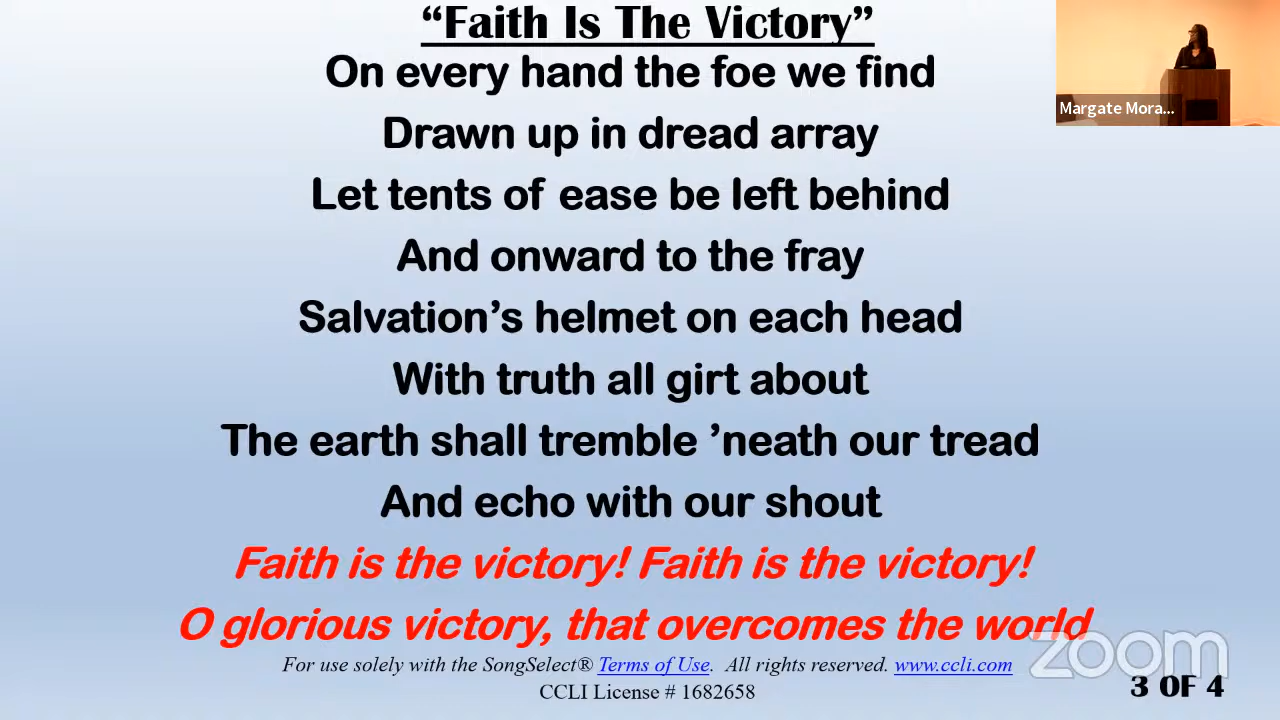 “Faith Is The Victory”
On every hand the foe we find
Drawn up in dread array
Let tents of ease be left behind
And onward to the fray
Salvation’s helmet on each head
With truth all girt about
The earth shall tremble ’neath our tread
And echo with our shout
Faith is the victory! Faith is the victory!
O glorious victory, that overcomes the world
For use solely with the SongSelect® Terms of Use. All rights reserved. www.ccli.com
CCLI License # 1682658
3 OF 4
Margate Mora...
zoom